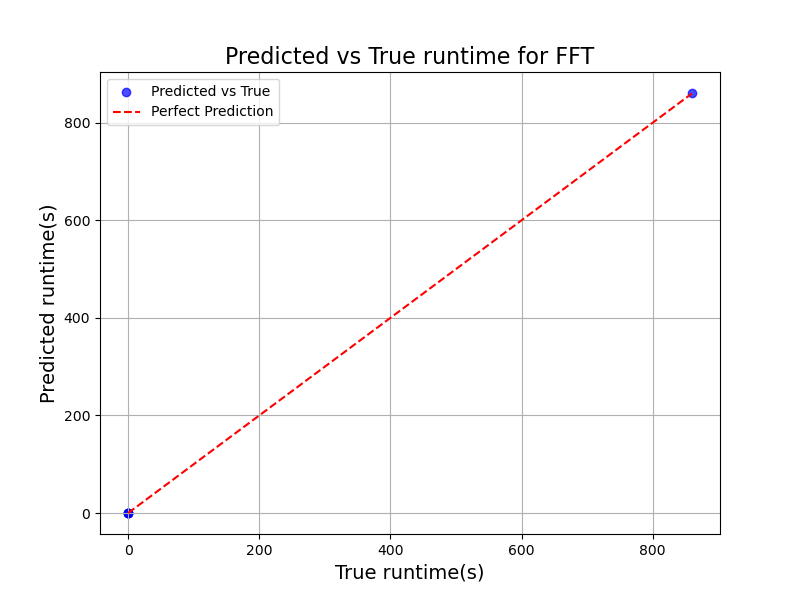 Predicted vs True runtime for FFT
Predicted vs True
Perfect Prediction
Predicted runtime(s)
800
600
400
200
0
0 200 400 600 800
True runtime(s)